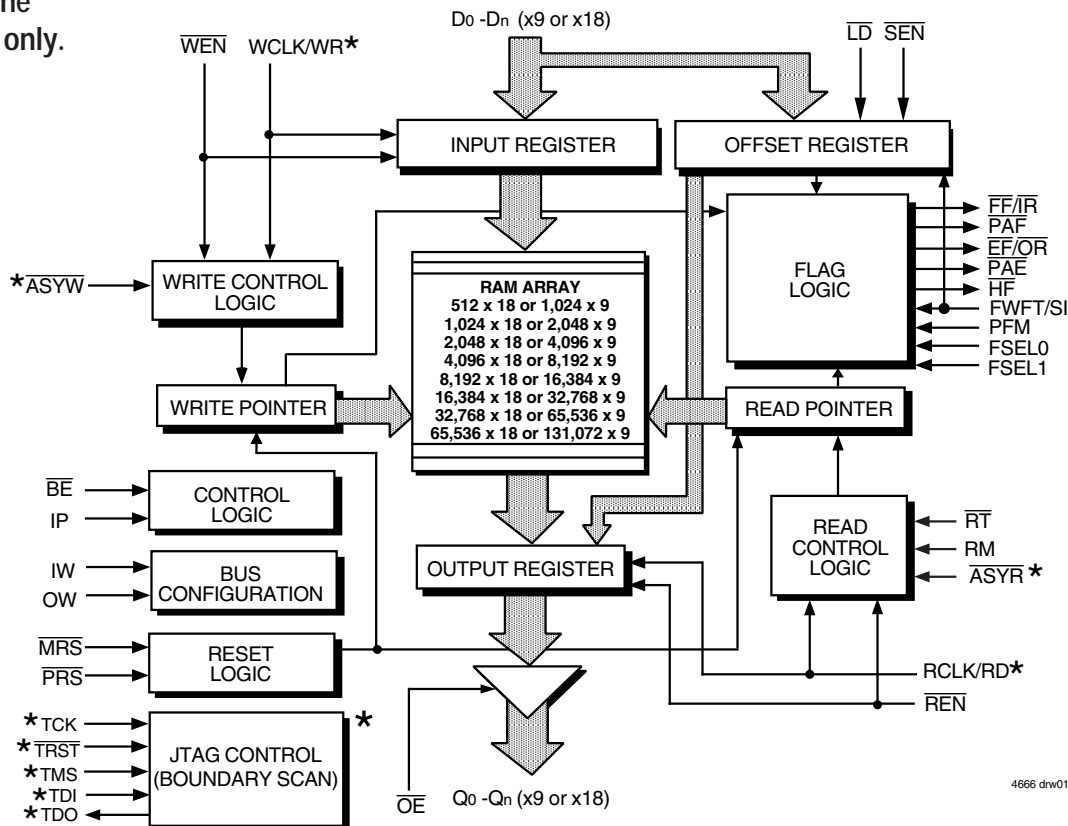 he
only.
D0 -Dn (x9 or x18)
WEN
WCLK/WR*
LD
SEN
INPUT REGISTER
OFFSET REGISTER
FF/IR
PAF
EF/OR
PAE
HF
FWFT/SI
PFM
FSEL0
FSEL1
FLAG
LOGIC
*ASYW
WRITE CONTROL
LOGIC
RAM ARRAY
512 x 18 or 1,024 x 9
1,024 x 18 or 2,048 x 9
2,048 x 18 or 4,096 x 9
4,096 x 18 or 8,192 x 9
8,192 x 18 or 16,384 x 9
16,384 x 18 or 32,768 x 9
32,768 x 18 or 65,536 x 9
65,536 x 18 or 131,072 x 9
WRITE POINTER
READ POINTER
BE
IP
CONTROL
LOGIC
READ
CONTROL
LOGIC
RT
RM
ASYR*
IW
OW
BUS
CONFIGURATION
OUTPUT REGISTER
MRS
PRS
RESET
LOGIC
RCLK/RD*
REN
*TCK
*TRST
*TMS
*TDI
*TDO
JTAG CONTROL
(BOUNDARY SCAN)
*
OE
Q0 -Qn (x9 or x18)
4666 drw01